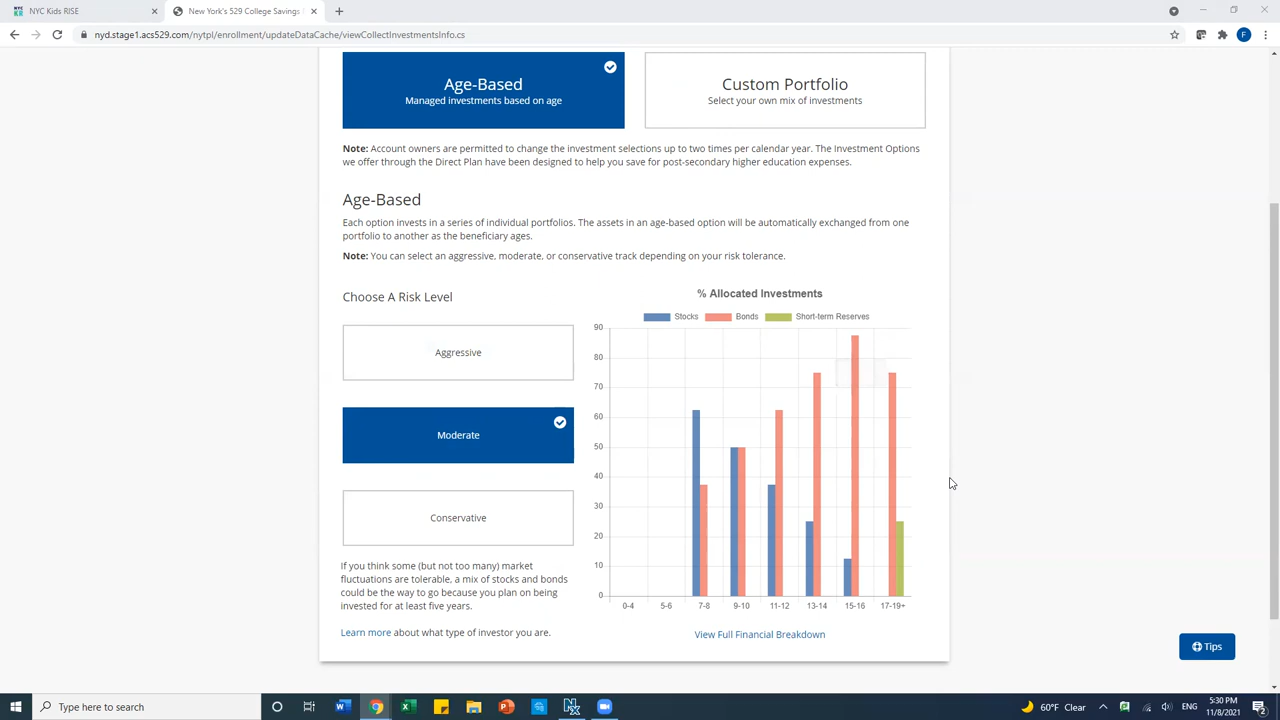 NYC Kids RISE
New York's 529 College Savings
nyd.stage1.acs529.com/nytpl/enrollment/updateDataCache/viewCollectInvestmentsInfo.cs
F
Age-Based
Managed investments based on age
Custom Portfolio
Select your own mix of investments
Note: Account owners are permitted to change the investment selections up to two times per calendar year. The Investment Options
we offer through the Direct Plan have been designed to help you save for post-secondary higher education expenses.
Age-Based
Each option invests in a series of individual portfolios. The assets in an age-based option will be automatically exchanged from one
portfolio to another as the beneficiary ages.
Note: You can select an aggressive, moderate, or conservative track depending on your risk tolerance.
Choose A Risk Level
Aggressive
Moderate
Conservative
If you think some (but not too many) market
fluctuations are tolerable, a mix of stocks and bonds
could be the way to go because you plan on being
invested for at least five years.
Learn more about what type of investor you are.
% Allocated Investments
Stocks Bonds Short-term Reserves
90
80
70
60
50
40
30
20
10
0
0-4 5-6 7-8 9-10 11-12 13-14 15-16 17-19+
View Full Financial Breakdown
Tips
Type here to search
60°F Clear
5:30 PM
11/8/2021